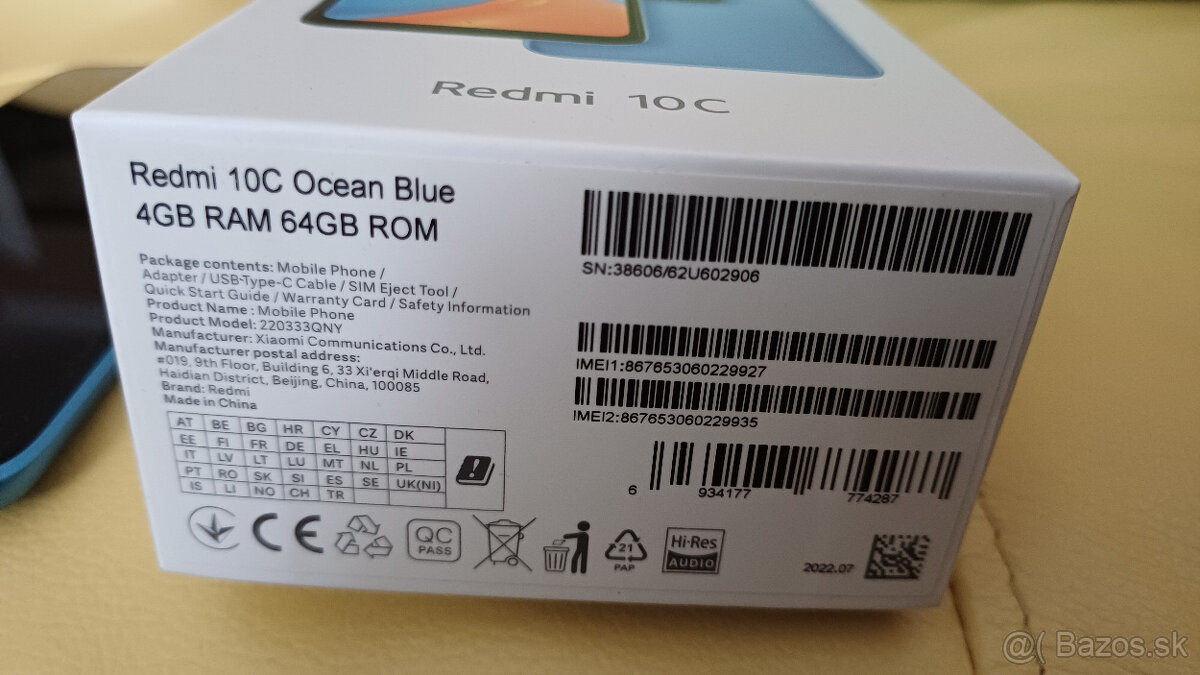 Redmi 10C
Redmi 10C Ocean Blue
4GB RAM 64GB ROM
Package contents: Mobile Phone /
Adapter / USB-Type-C Cable / SIM Eject Tool /
Quick Start Guide / Warranty Card / Safety Information
Product Name : Mobile Phone
Product Model: 220333QNY
Manufacturer: Xiaomi Communications Co., Ltd.
Manufacturer postal address:
#019, 9th Floor, Building 6, 33 Xi'erqi Middle Road,
Haidian District, Beijing, China, 100085
Brand: Redmi
Made in China
AT BE BG HR CY CZ DK
EE FI FR DE EL HU IE
IT LV LT LU MT NL PL
PT RO SK SI ES SE UK(NI)
IS LI NO CH TR
SN:38606/62U602906
IMEI1:867653060229927
IMEI2:867653060229935
6 934177 774287
CE
QC
PASS
21
PAP
Hi-Res
AUDIO
2022.07
@( Bazos.sk